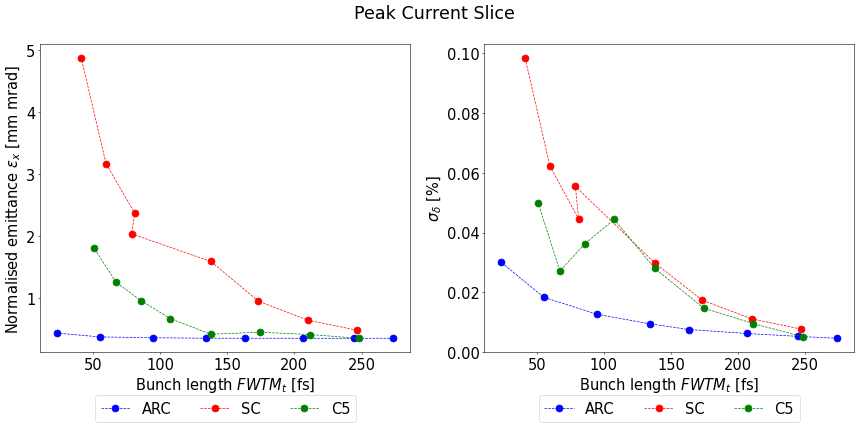 Peak Current Slice
Normalised emittance εₓ [mm mrad]
5
4
3
2
1
50 100 150 200 250
Bunch length FWTMₜ [fs]
ARC SC C5
σ_δ [%]
0.10
0.08
0.06
0.04
0.02
0.00
50 100 150 200 250
Bunch length FWTMₜ [fs]
ARC SC C5